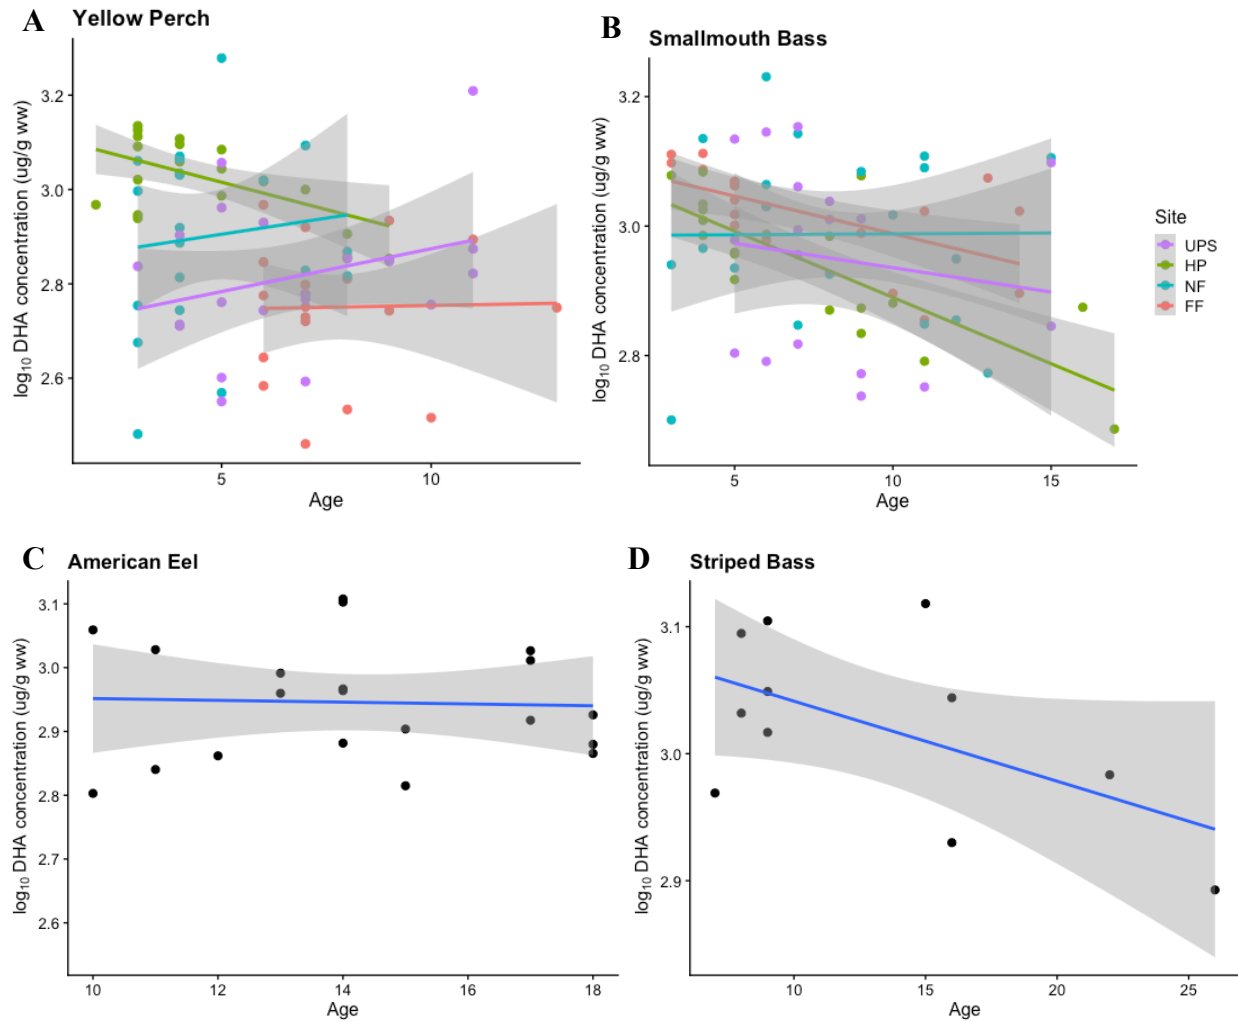 A Yellow Perch
log₁₀ DHA concentration (ug/g ww)
3.2
3.0
2.8
2.6
5 10
Age
B Smallmouth Bass
log₁₀ DHA concentration (ug/g ww)
3.2
3.0
2.8
5 10 15
Age
Site
UPS
HP
NF
FF
C American Eel
log₁₀ DHA concentration (ug/g ww)
3.1
3.0
2.9
2.8
2.7
2.6
10 12 14 16 18
Age
D Striped Bass
log₁₀ DHA concentration (ug/g ww)
3.1
3.0
2.9
10 15 20 25
Age